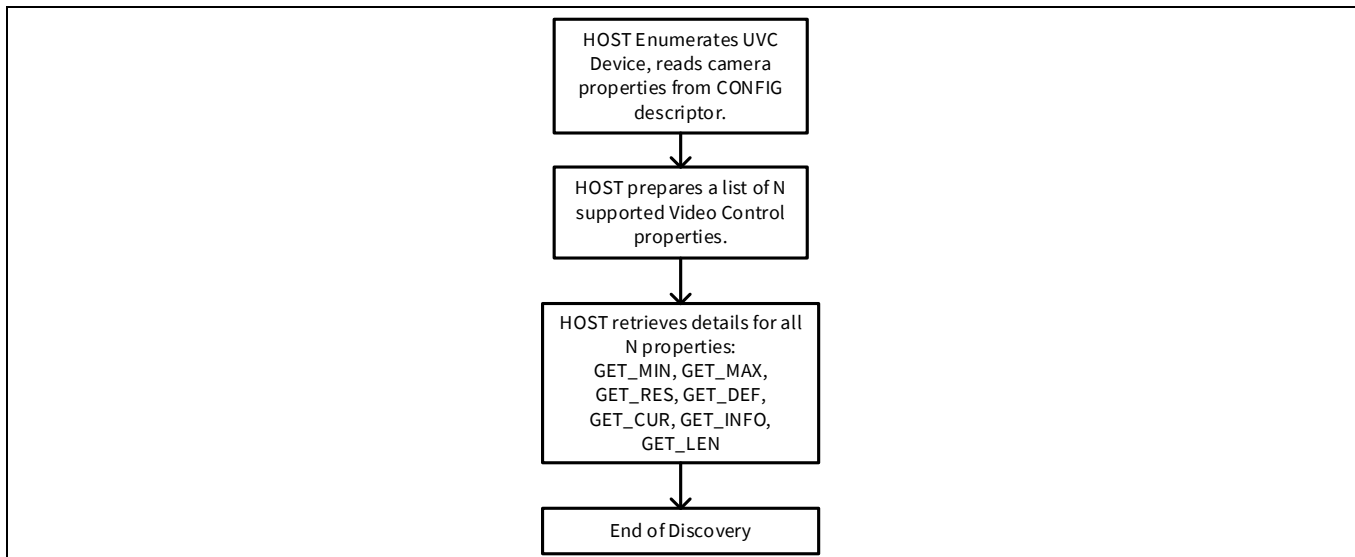 HOST Enumerates UVC
Device, reads camera
properties from CONFIG
descriptor.
HOST prepares a list of N
supported Video Control
properties.
HOST retrieves details for all
N properties:
GET_MIN, GET_MAX,
GET_RES, GET_DEF,
GET_CUR, GET_INFO,
GET_LEN
End of Discovery